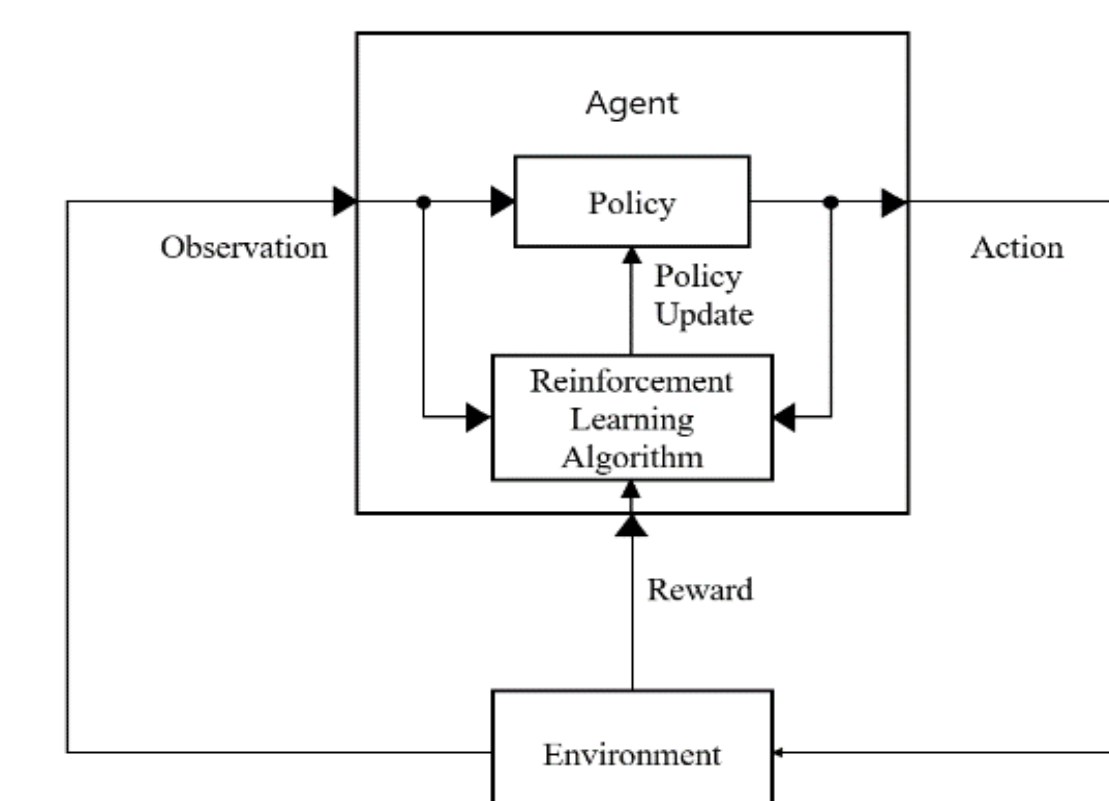 Agent
Policy
Observation
Action
Policy
Update
Reinforcement
Learning
Algorithm
Reward
Environment